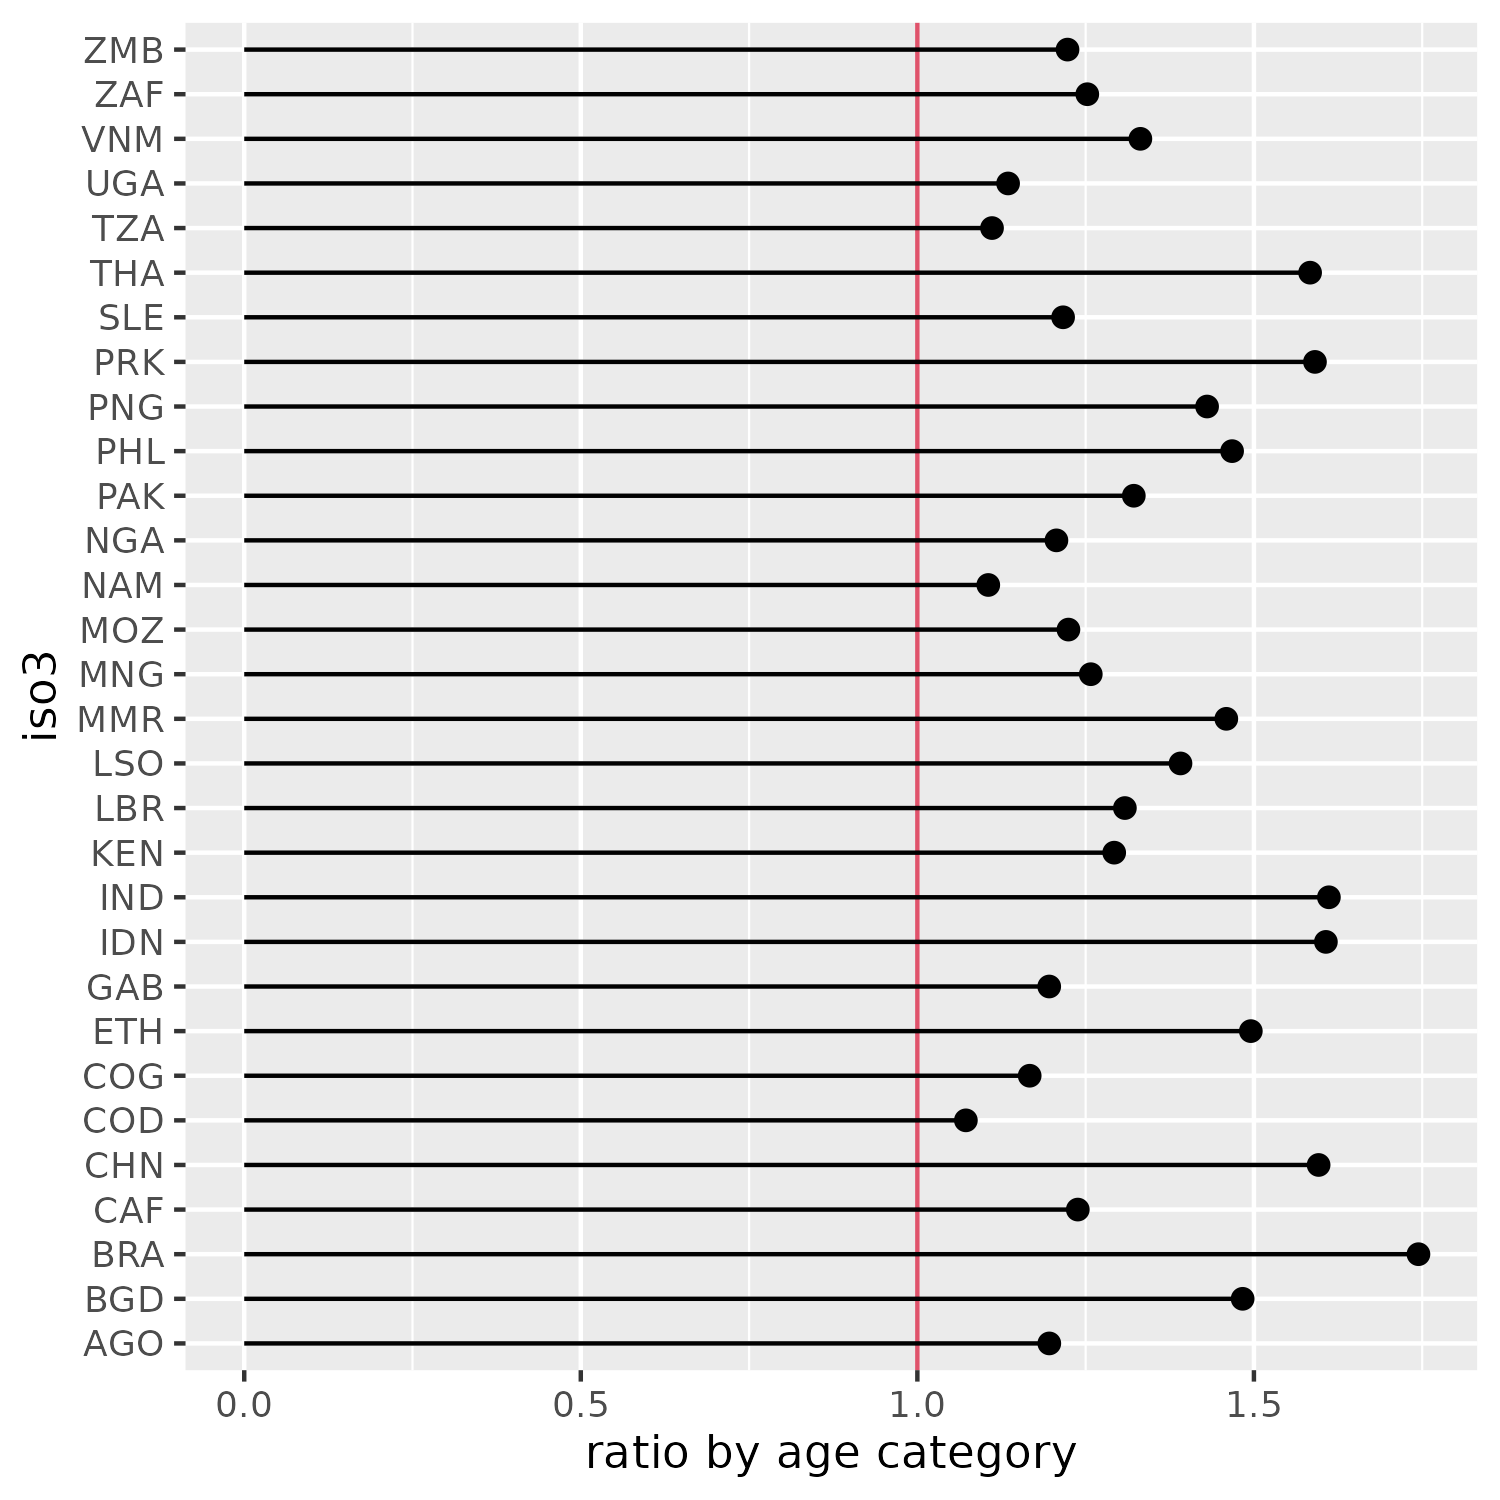 ZMB
ZAF
VNM
UGA
TZA
THA
SLE
PRK
PNG
PHL
PAK
NGA
NAM
MOZ
MNG
MMR
LSO
LBR
KEN
IND
IDN
GAB
ETH
COG
COD
CHN
CAF
BRA
BGD
AGO
iso3
0.0 0.5 1.0 1.5
ratio by age category